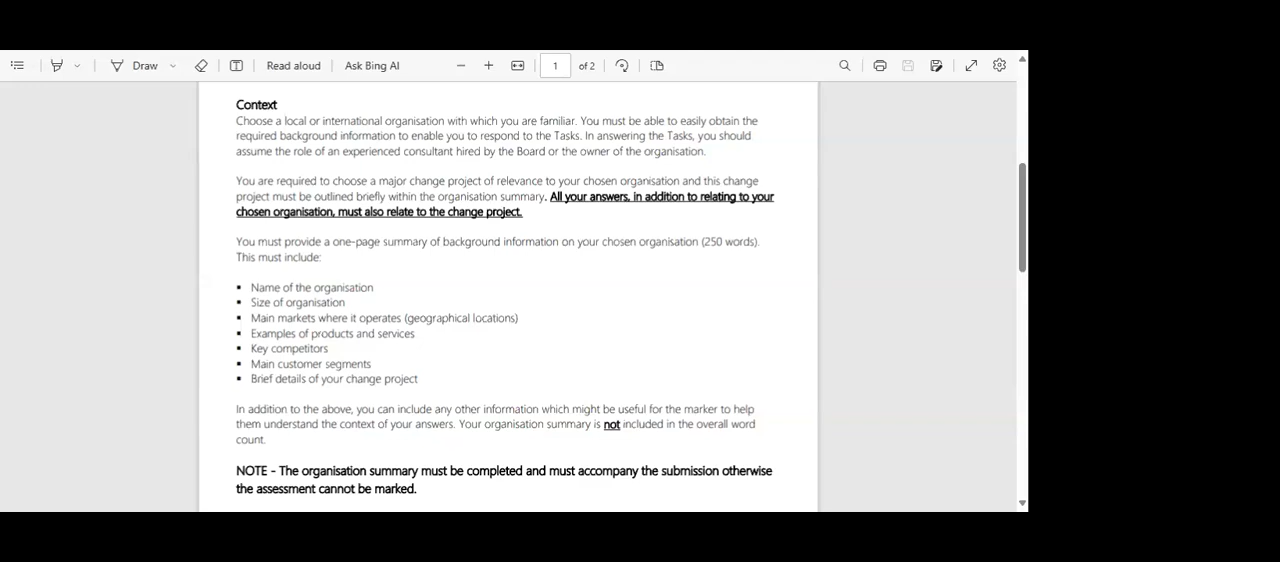 Draw
Read aloud
Ask Bing AI
1
of 2
Context
Choose a local or international organisation with which you are familiar. You must be able to easily obtain the
required background information to enable you to respond to the Tasks. In answering the Tasks, you should
assume the role of an experienced consultant hired by the Board or the owner of the organisation.
You are required to choose a major change project of relevance to your chosen organisation and this change
project must be outlined briefly within the organisation summary. All your answers, in addition to relating to your
chosen organisation, must also relate to the change project.
You must provide a one-page summary of background information on your chosen organisation (250 words).
This must include:
▪ Name of the organisation
▪ Size of organisation
▪ Main markets where it operates (geographical locations)
▪ Examples of products and services
▪ Key competitors
▪ Main customer segments
▪ Brief details of your change project
In addition to the above, you can include any other information which might be useful for the marker to help
them understand the context of your answers. Your organisation summary is not included in the overall word
count.
NOTE - The organisation summary must be completed and must accompany the submission otherwise
the assessment cannot be marked.